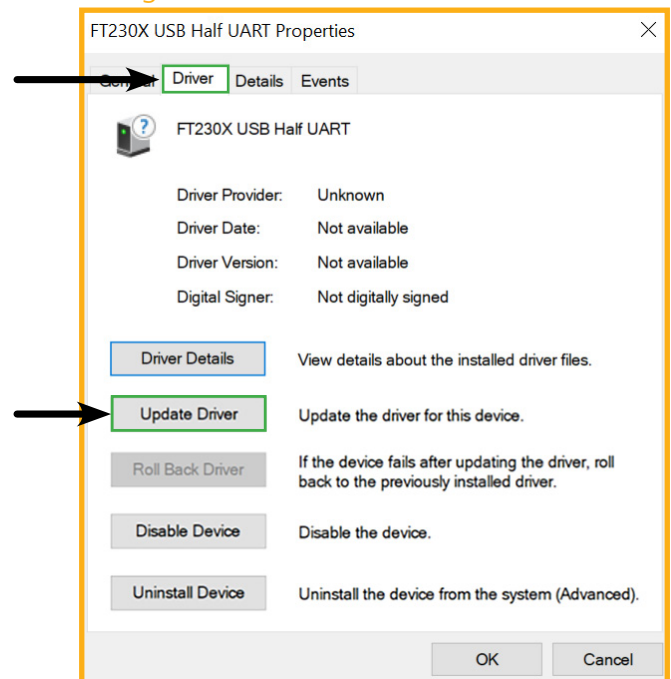 FT230X USB Half UART Properties
Driver Details Events
FT230X USB Half UART
Driver Provider: Unknown
Driver Date: Not available
Driver Version: Not available
Digital Signer: Not digitally signed
Driver Details View details about the installed driver files.
Update Driver Update the driver for this device.
Roll Back Driver If the device fails after updating the driver, roll
back to the previously installed driver.
Disable Device Disable the device.
Uninstall Device Uninstall the device from the system (Advanced).
OK Cancel